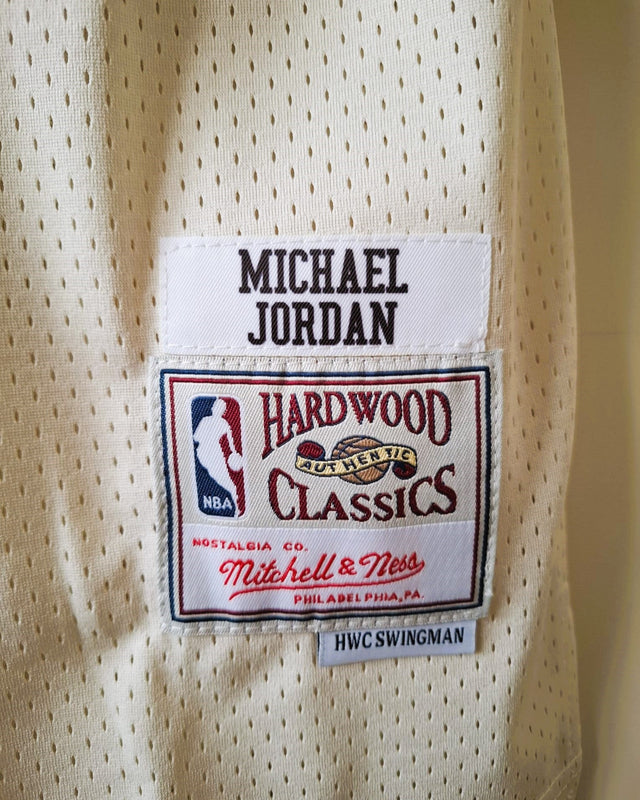 MICHAEL
JORDAN
HARDWOOD
AUTHENTIC
CLASSICS
NBA
NOSTALGIA CO.
Mitchell & Ness
PHILADELPHIA, PA.
HWC SWINGMAN